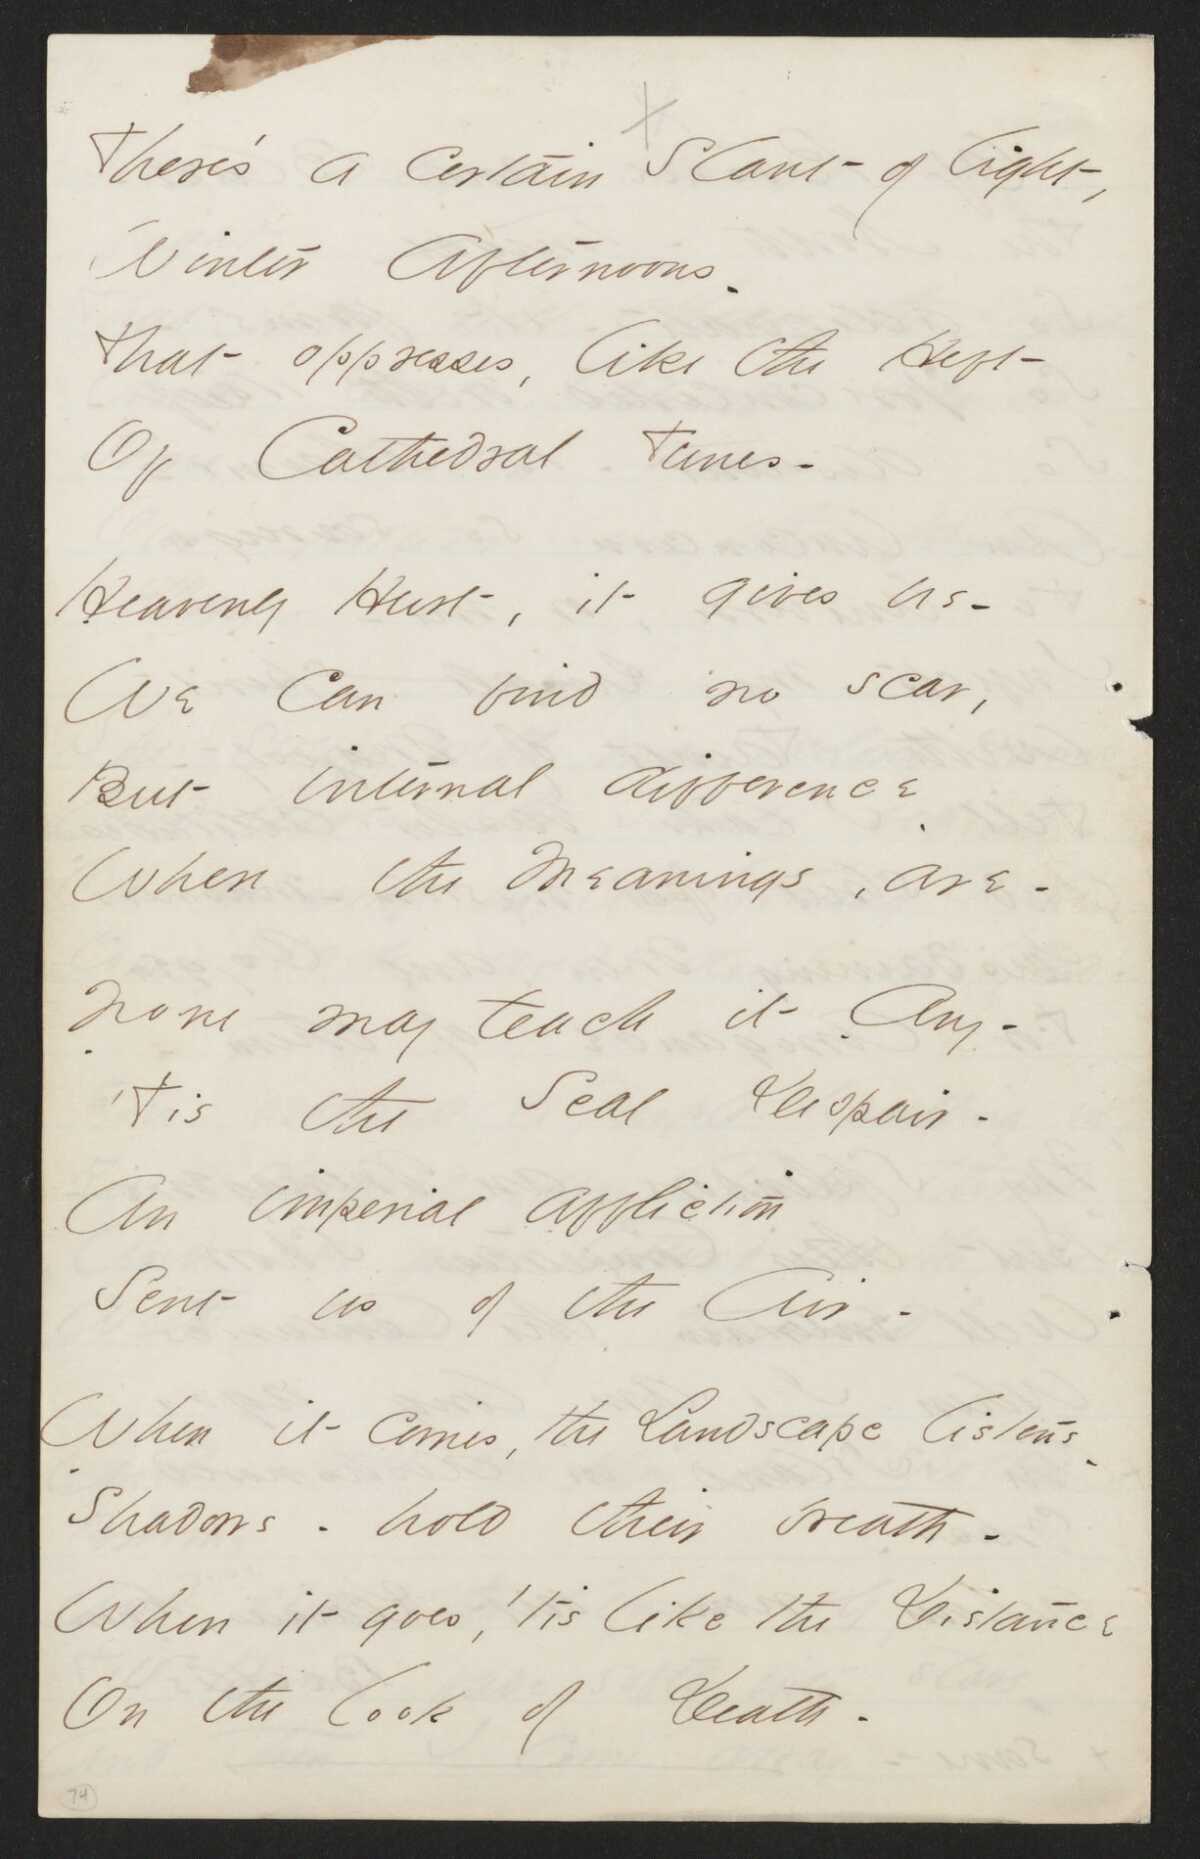 There's a certain Slant of light,
Winter Afternoons -
That oppresses, like the Heft
Of Cathedral Tunes -
Heavenly Hurt, it gives us -
We can find no scar,
But internal difference
Where the Meanings, are -
None may teach it - Any -
'Tis the Seal Despair -
An imperial affliction
Sent us of the Air -
When it comes, the Landscape listens -
Shadows - hold their breath -
When it goes, 'tis like the Distance
On the look of Death -
74